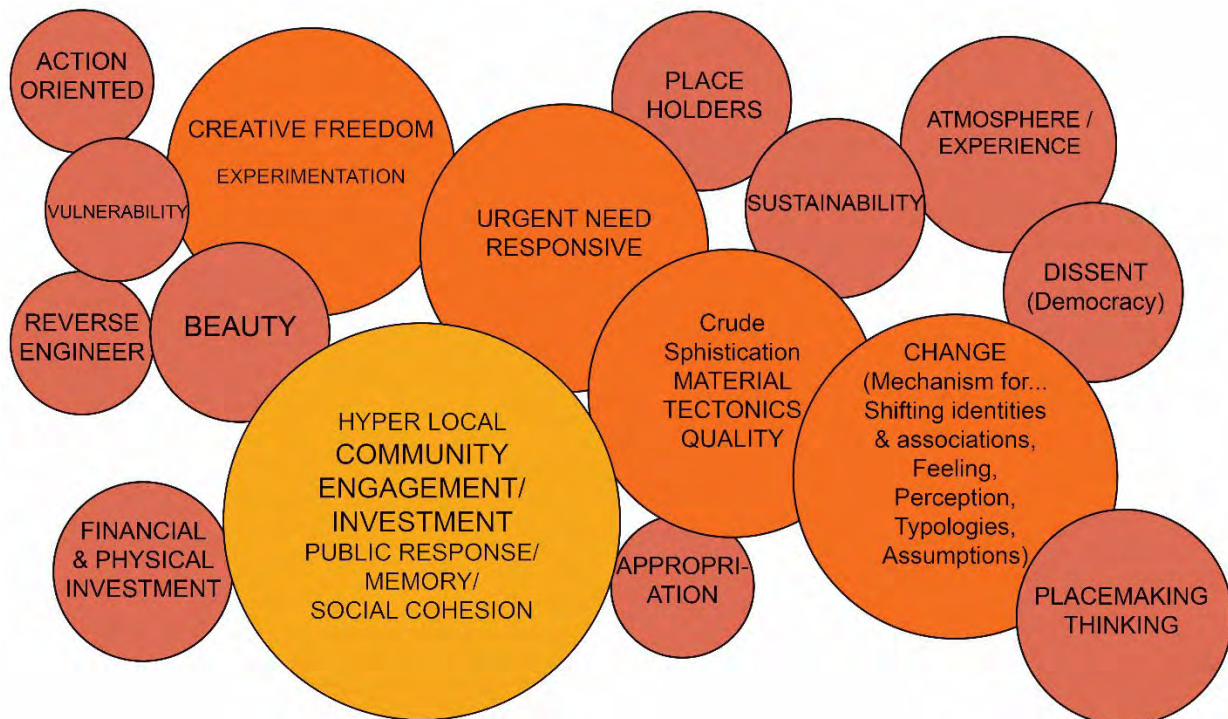 ACTION
ORIENTED
CREATIVE FREEDOM
EXPERIMENTATION
VULNERABILITY
REVERSE
ENGINEER
BEAUTY
URGENT NEED
RESPONSIVE
PLACE
HOLDERS
SUSTAINABILITY
ATMOSPHERE /
EXPERIENCE
DISSENT
(Democracy)
Crude
Sphistication
MATERIAL
TECTONICS
QUALITY
CHANGE
(Mechanism for...
Shifting identities
& associations,
Feeling,
Perception,
Typologies,
Assumptions)
HYPER LOCAL
COMMUNITY
ENGAGEMENT/
INVESTMENT
PUBLIC RESPONSE/
MEMORY/
SOCIAL COHESION
FINANCIAL
& PHYSICAL
INVESTMENT
APPROPRI-
ATION
PLACEMAKING
THINKING